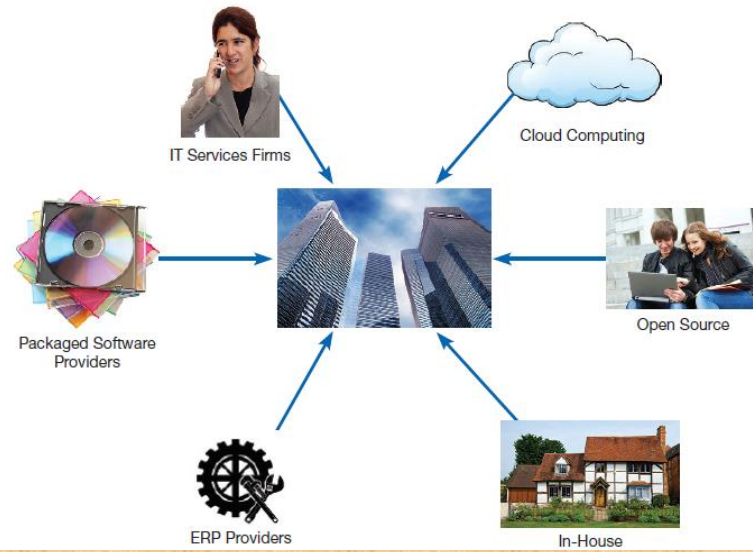 IT Services Firms
Cloud Computing
Packaged Software
Providers
Open Source
ERP Providers
In-House